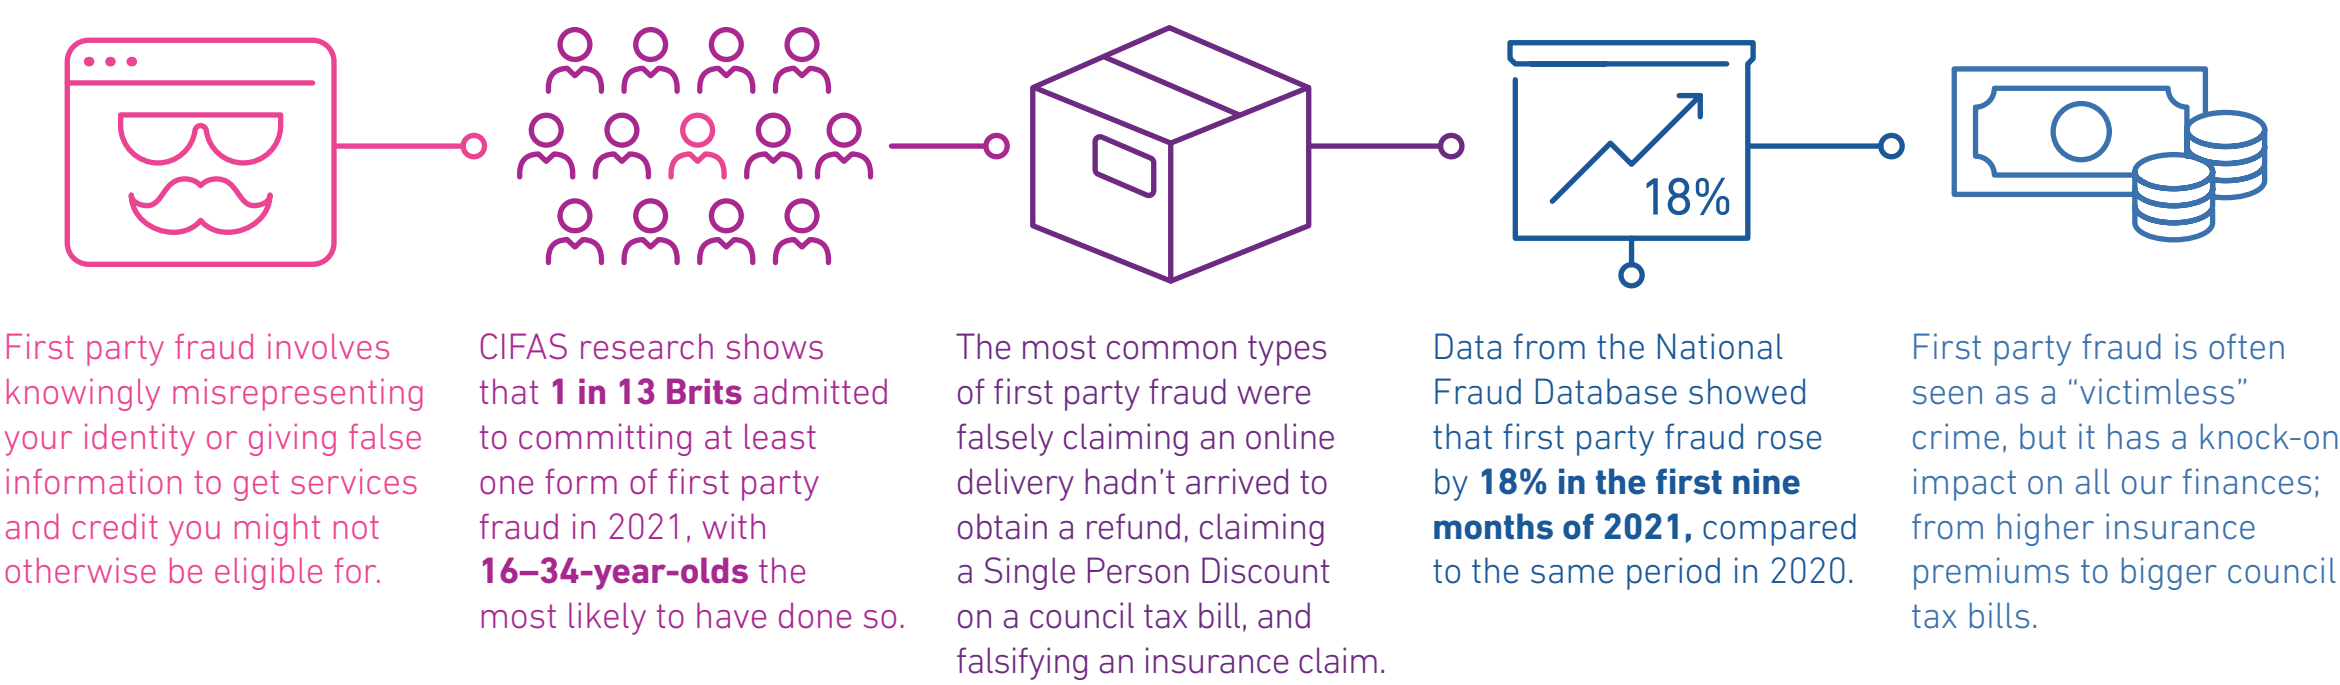 18%
First party fraud involves
knowingly misrepresenting
your identity or giving false
information to get services
and credit you might not
otherwise be eligible for.
CIFAS research shows
that 1 in 13 Brits admitted
to committing at least
one form of first party
fraud in 2021, with
16–34-year-olds the
most likely to have done so.
The most common types
of first party fraud were
falsely claiming an online
delivery hadn’t arrived to
obtain a refund, claiming
a Single Person Discount
on a council tax bill, and
falsifying an insurance claim.
Data from the National
Fraud Database showed
that first party fraud rose
by 18% in the first nine
months of 2021, compared
to the same period in 2020.
First party fraud is often
seen as a “victimless”
crime, but it has a knock-on
impact on all our finances;
from higher insurance
premiums to bigger council
tax bills.